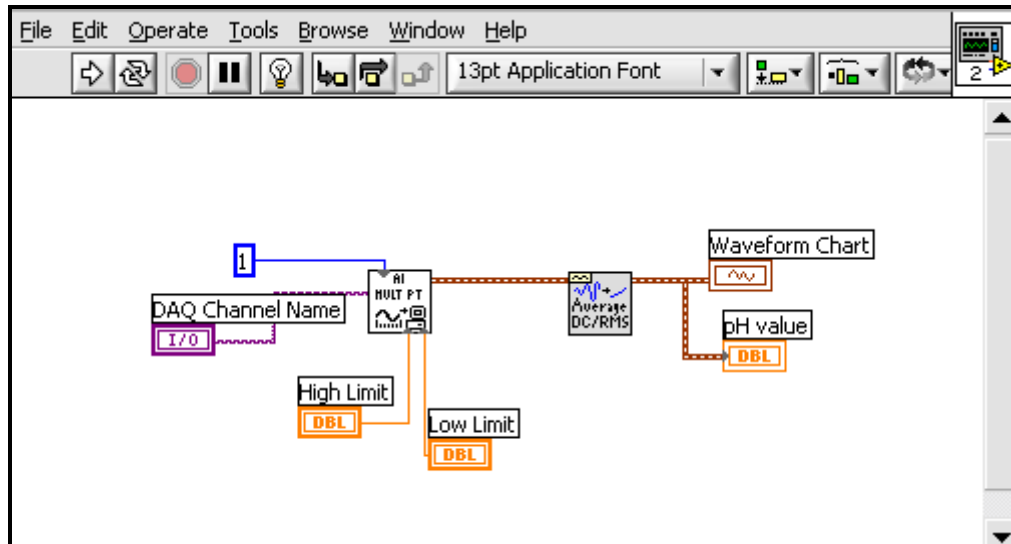 File Edit Operate Tools Browse Window Help
13pt Application Font
2
Waveform Chart
1
AI
MULT PT
DAQ Channel Name
I/O
Average
DC/RMS
pH value
DBL
High Limit
DBL
Low Limit
DBL